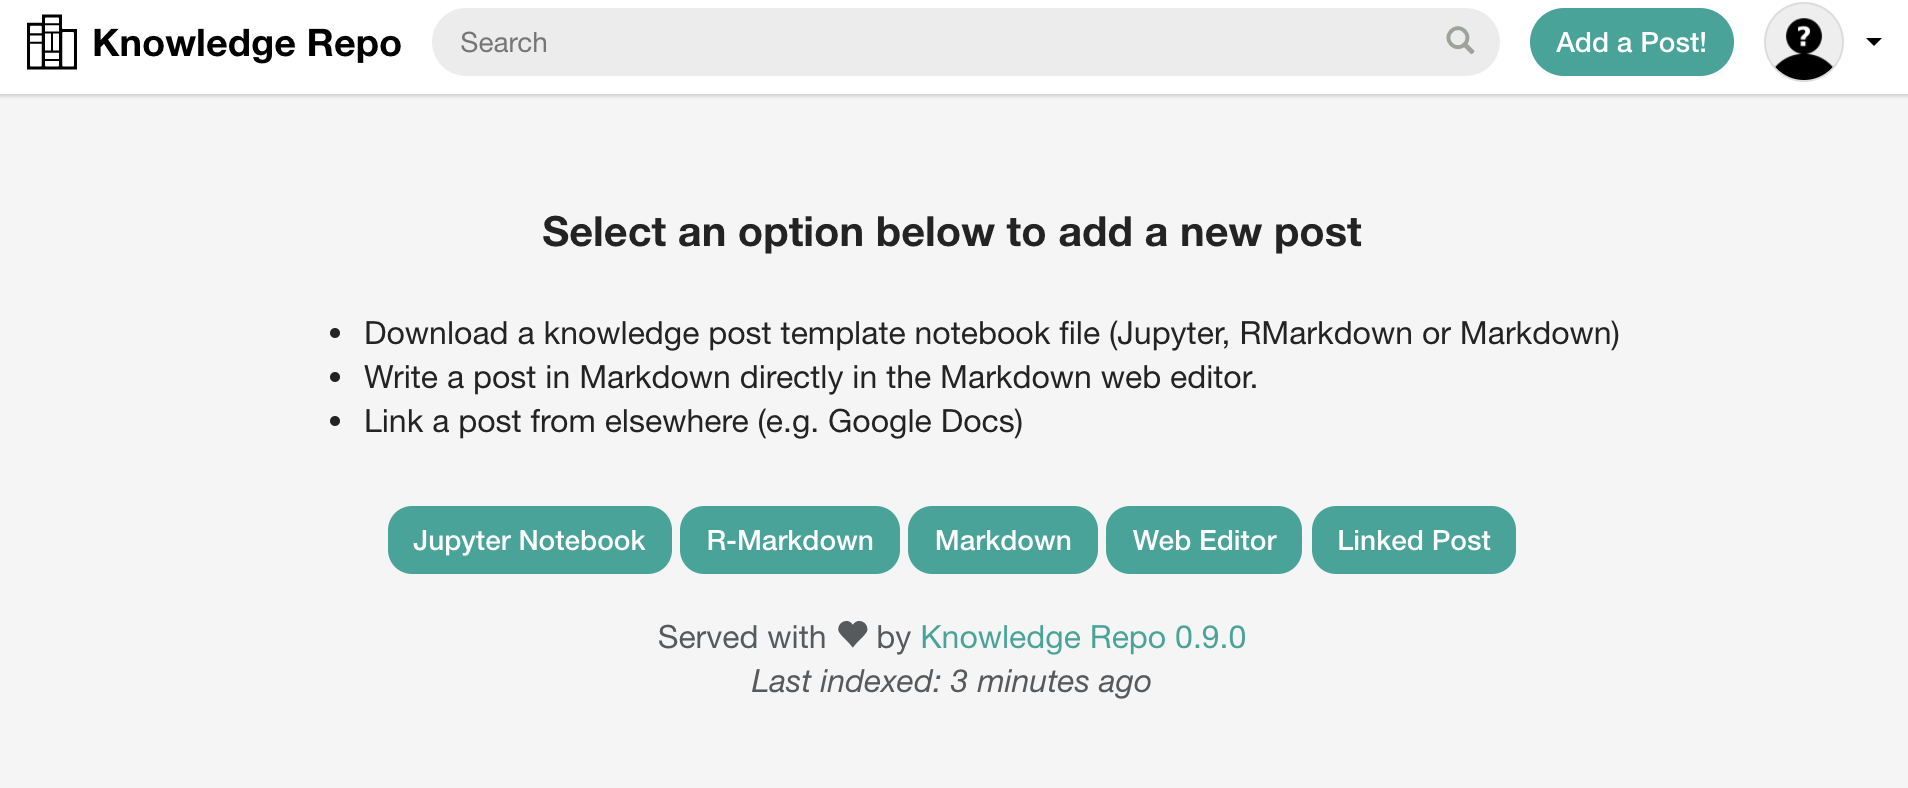 Knowledge Repo
Search
Add a Post!
?
Select an option below to add a new post
• Download a knowledge post template notebook file (Jupyter, RMarkdown or Markdown)
• Write a post in Markdown directly in the Markdown web editor.
• Link a post from elsewhere (e.g. Google Docs)
Jupyter Notebook
R-Markdown
Markdown
Web Editor
Linked Post
Served with ♥ by Knowledge Repo 0.9.0
Last indexed: 3 minutes ago